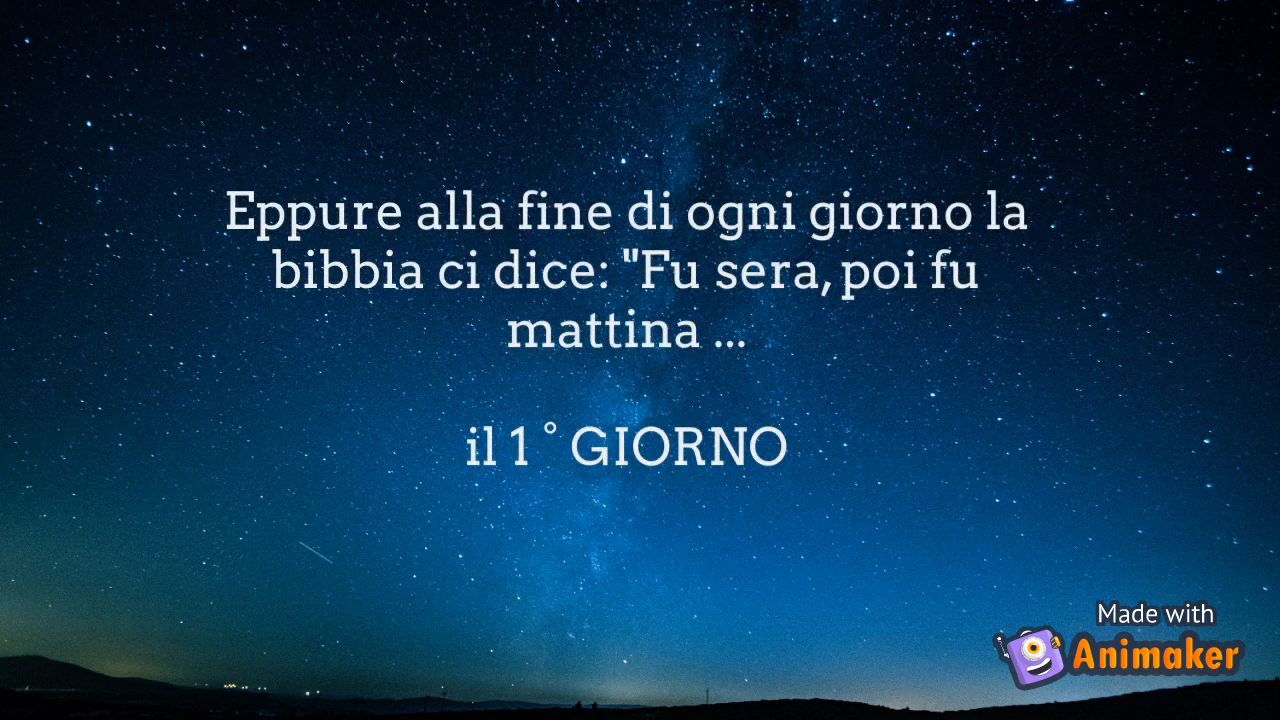 Eppure alla fine di ogni giorno la
bibbia ci dice: "Fu sera, poi fu
mattina ...
il 1° GIORNO
Made with
Animaker